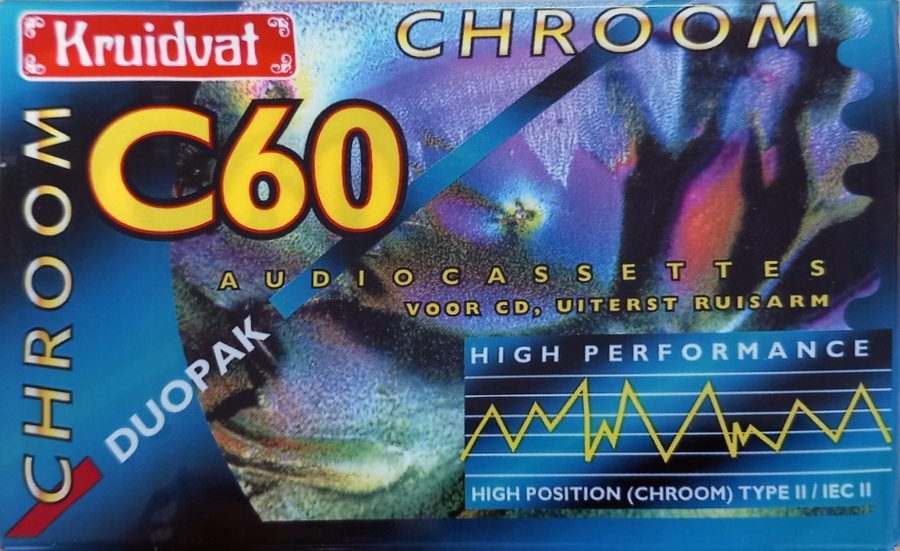 Kruidvat
CHROOM
CHROOM
C60
AUDIOCASSETTES
VOOR CD, UITERST RUISARM
DUOPAK
HIGH PERFORMANCE
HIGH POSITION (CHROOM) TYPE II / IEC II